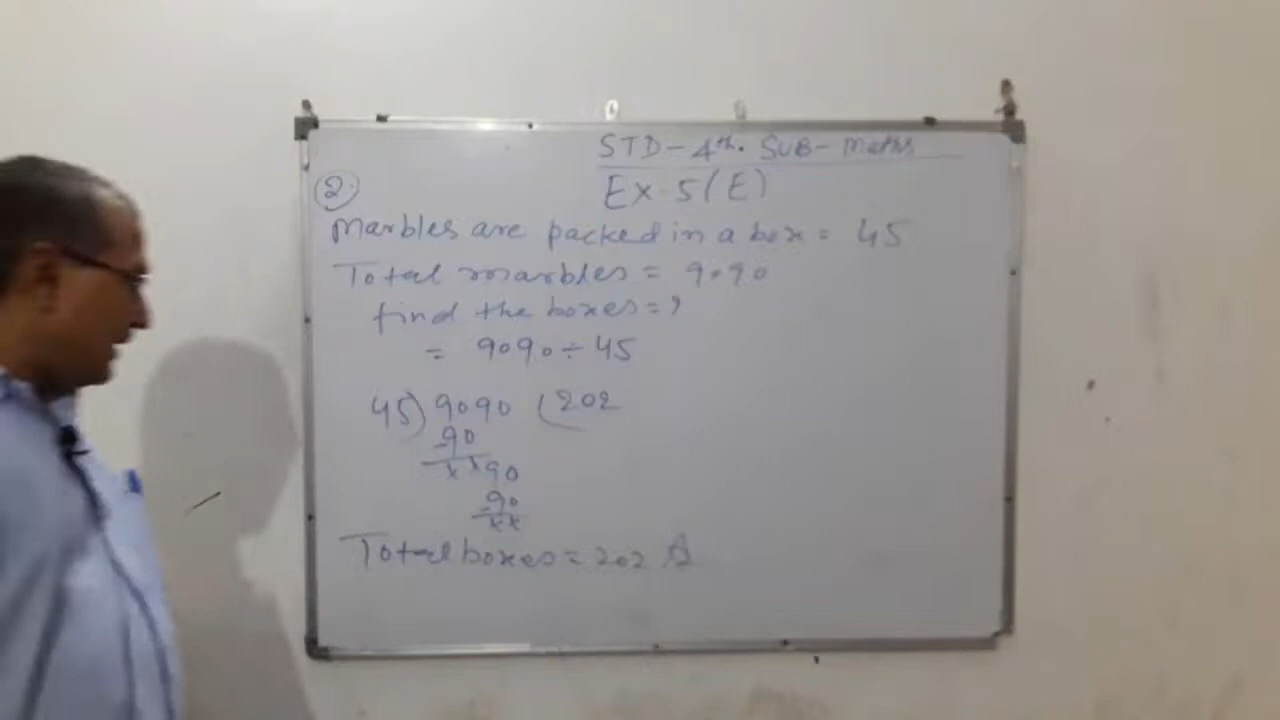 STD-4th. SUB-Maths
Ex-5(E)
2.
Marbles are packed in a box = 45
Total marbles = 9090
find the boxes = ?
= 9090÷45
45)9090(202
-90
xx90
-90
xx
Total boxes = 202